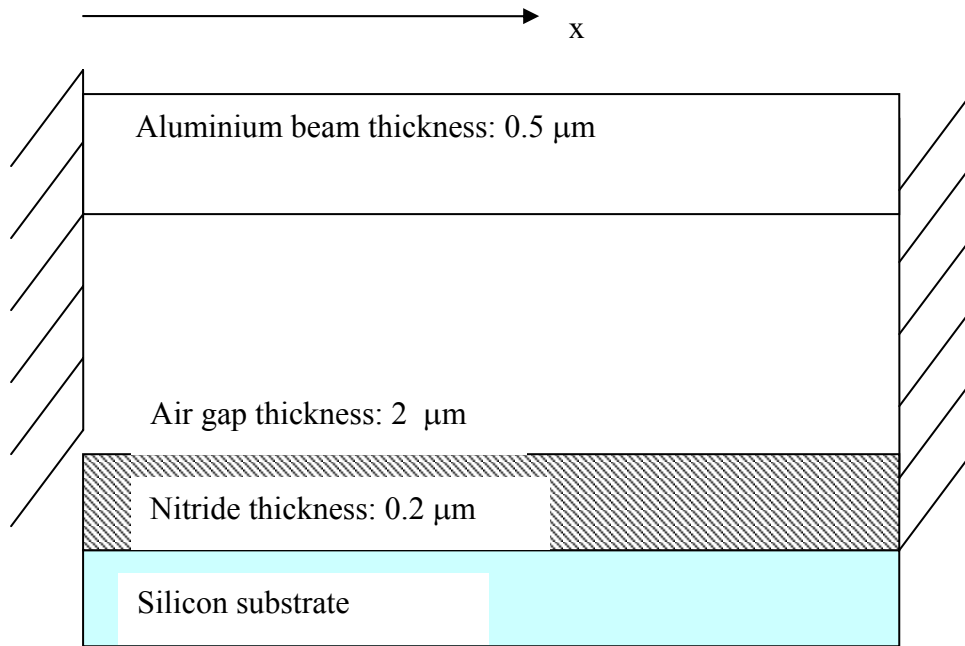 x
Aluminium beam thickness: 0.5 μm
Air gap thickness: 2 μm
Nitride thickness: 0.2 μm
Silicon substrate